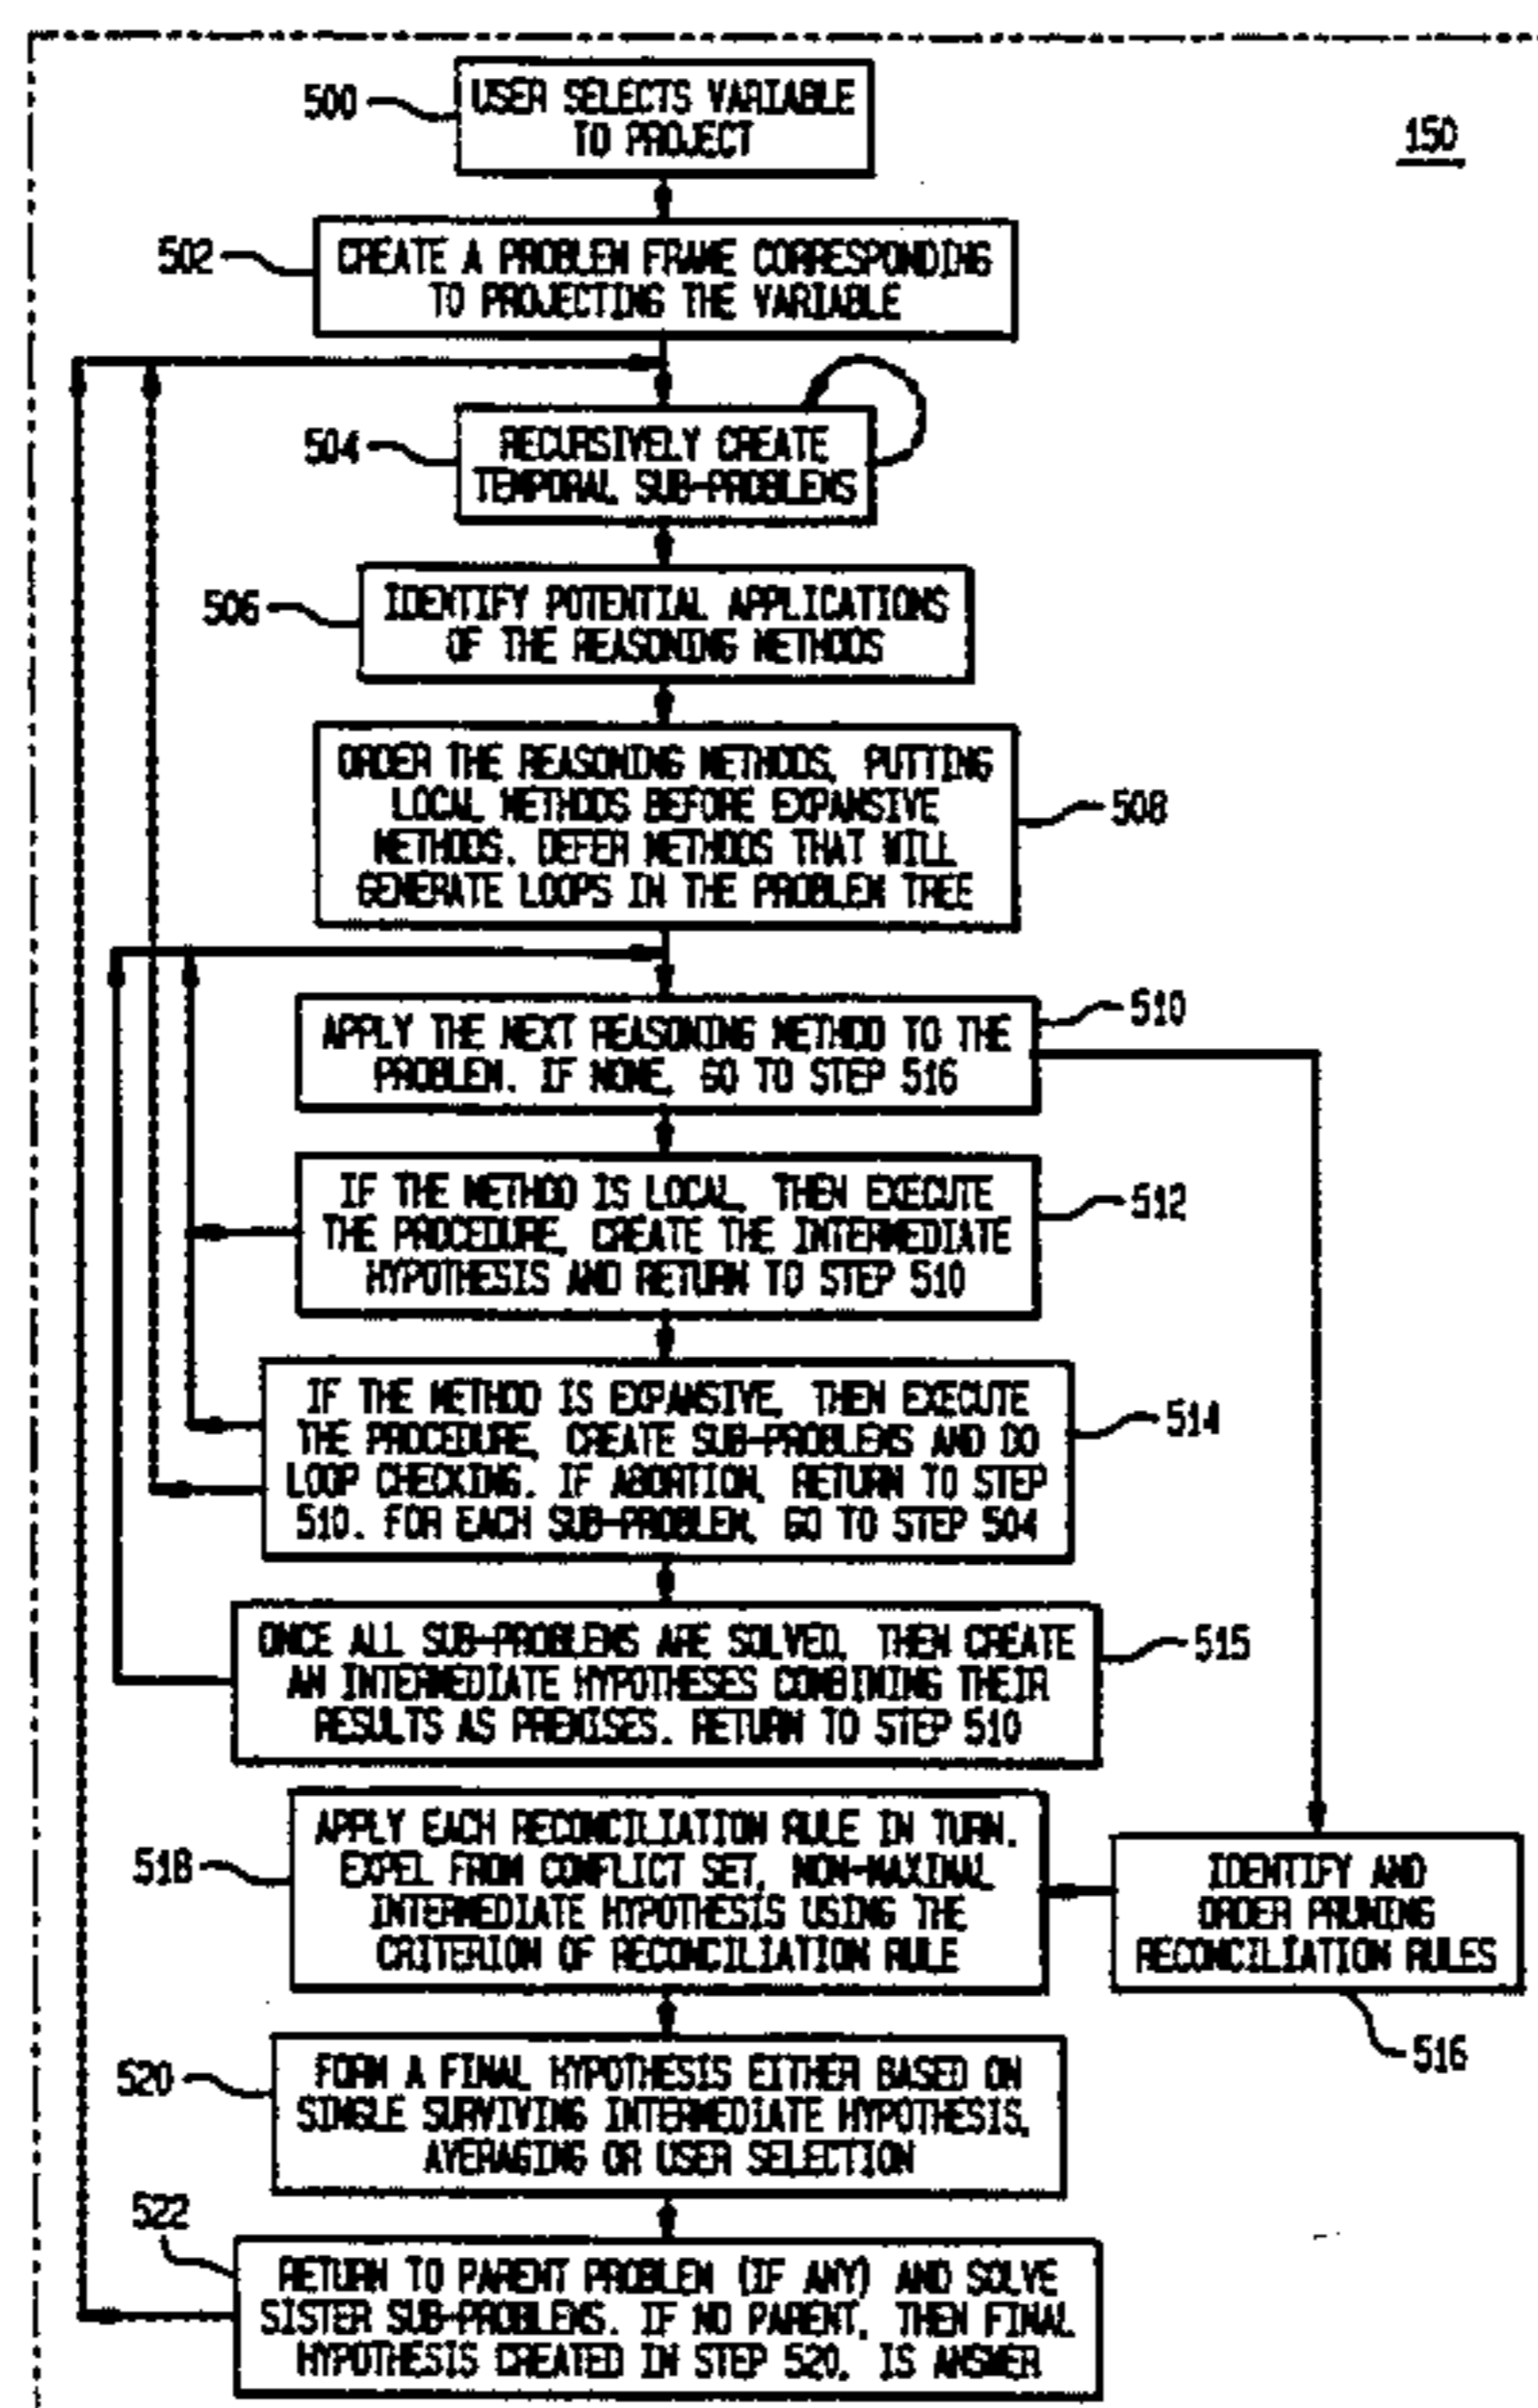 150
500
USER SELECTS VARIABLE
TO PROJECT
502
CREATE A PROBLEM FRAME CORRESPONDING
TO PROJECTING THE VARIABLE
504
RECURSIVELY CREATE
TEMPORAL SUB-PROBLEMS
506
IDENTIFY POTENTIAL APPLICATIONS
OF THE REASONING METHODS
508
ORDER THE REASONING METHODS, PUTTING
LOCAL METHODS BEFORE EXPANSIVE
METHODS. DEFER METHODS THAT WILL
GENERATE LOOPS IN THE PROBLEM TREE
510
APPLY THE NEXT REASONING METHOD TO THE
PROBLEM. IF NONE, GO TO STEP 516
512
IF THE METHOD IS LOCAL, THEN EXECUTE
THE PROCEDURE, CREATE THE INTERMEDIATE
HYPOTHESIS AND RETURN TO STEP 510
514
IF THE METHOD IS EXPANSIVE, THEN EXECUTE
THE PROCEDURE, CREATE SUB-PROBLEMS AND DO
LOOP CHECKING. IF ABORTION, RETURN TO STEP
510. FOR EACH SUB-PROBLEM, GO TO STEP 504
515
ONCE ALL SUB-PROBLEMS ARE SOLVED, THEN CREATE
AN INTERMEDIATE HYPOTHESES COMBINING THEIR
RESULTS AS PREMISES. RETURN TO STEP 510
518
APPLY EACH RECONCILIATION RULE IN TURN.
EXPEL FROM CONFLICT SET, NON-MAXIMAL
INTERMEDIATE HYPOTHESIS USING THE
CRITERION OF RECONCILIATION RULE
IDENTIFY AND
ORDER PRUNING
RECONCILIATION RULES
516
520
FORM A FINAL HYPOTHESIS EITHER BASED ON
SINGLE SURVIVING INTERMEDIATE HYPOTHESIS,
AVERAGING OR USER SELECTION
522
RETURN TO PARENT PROBLEM (IF ANY) AND SOLVE
SISTER SUB-PROBLEMS. IF NO PARENT, THEN FINAL
HYPOTHESIS CREATED IN STEP 520, IS ANSWER